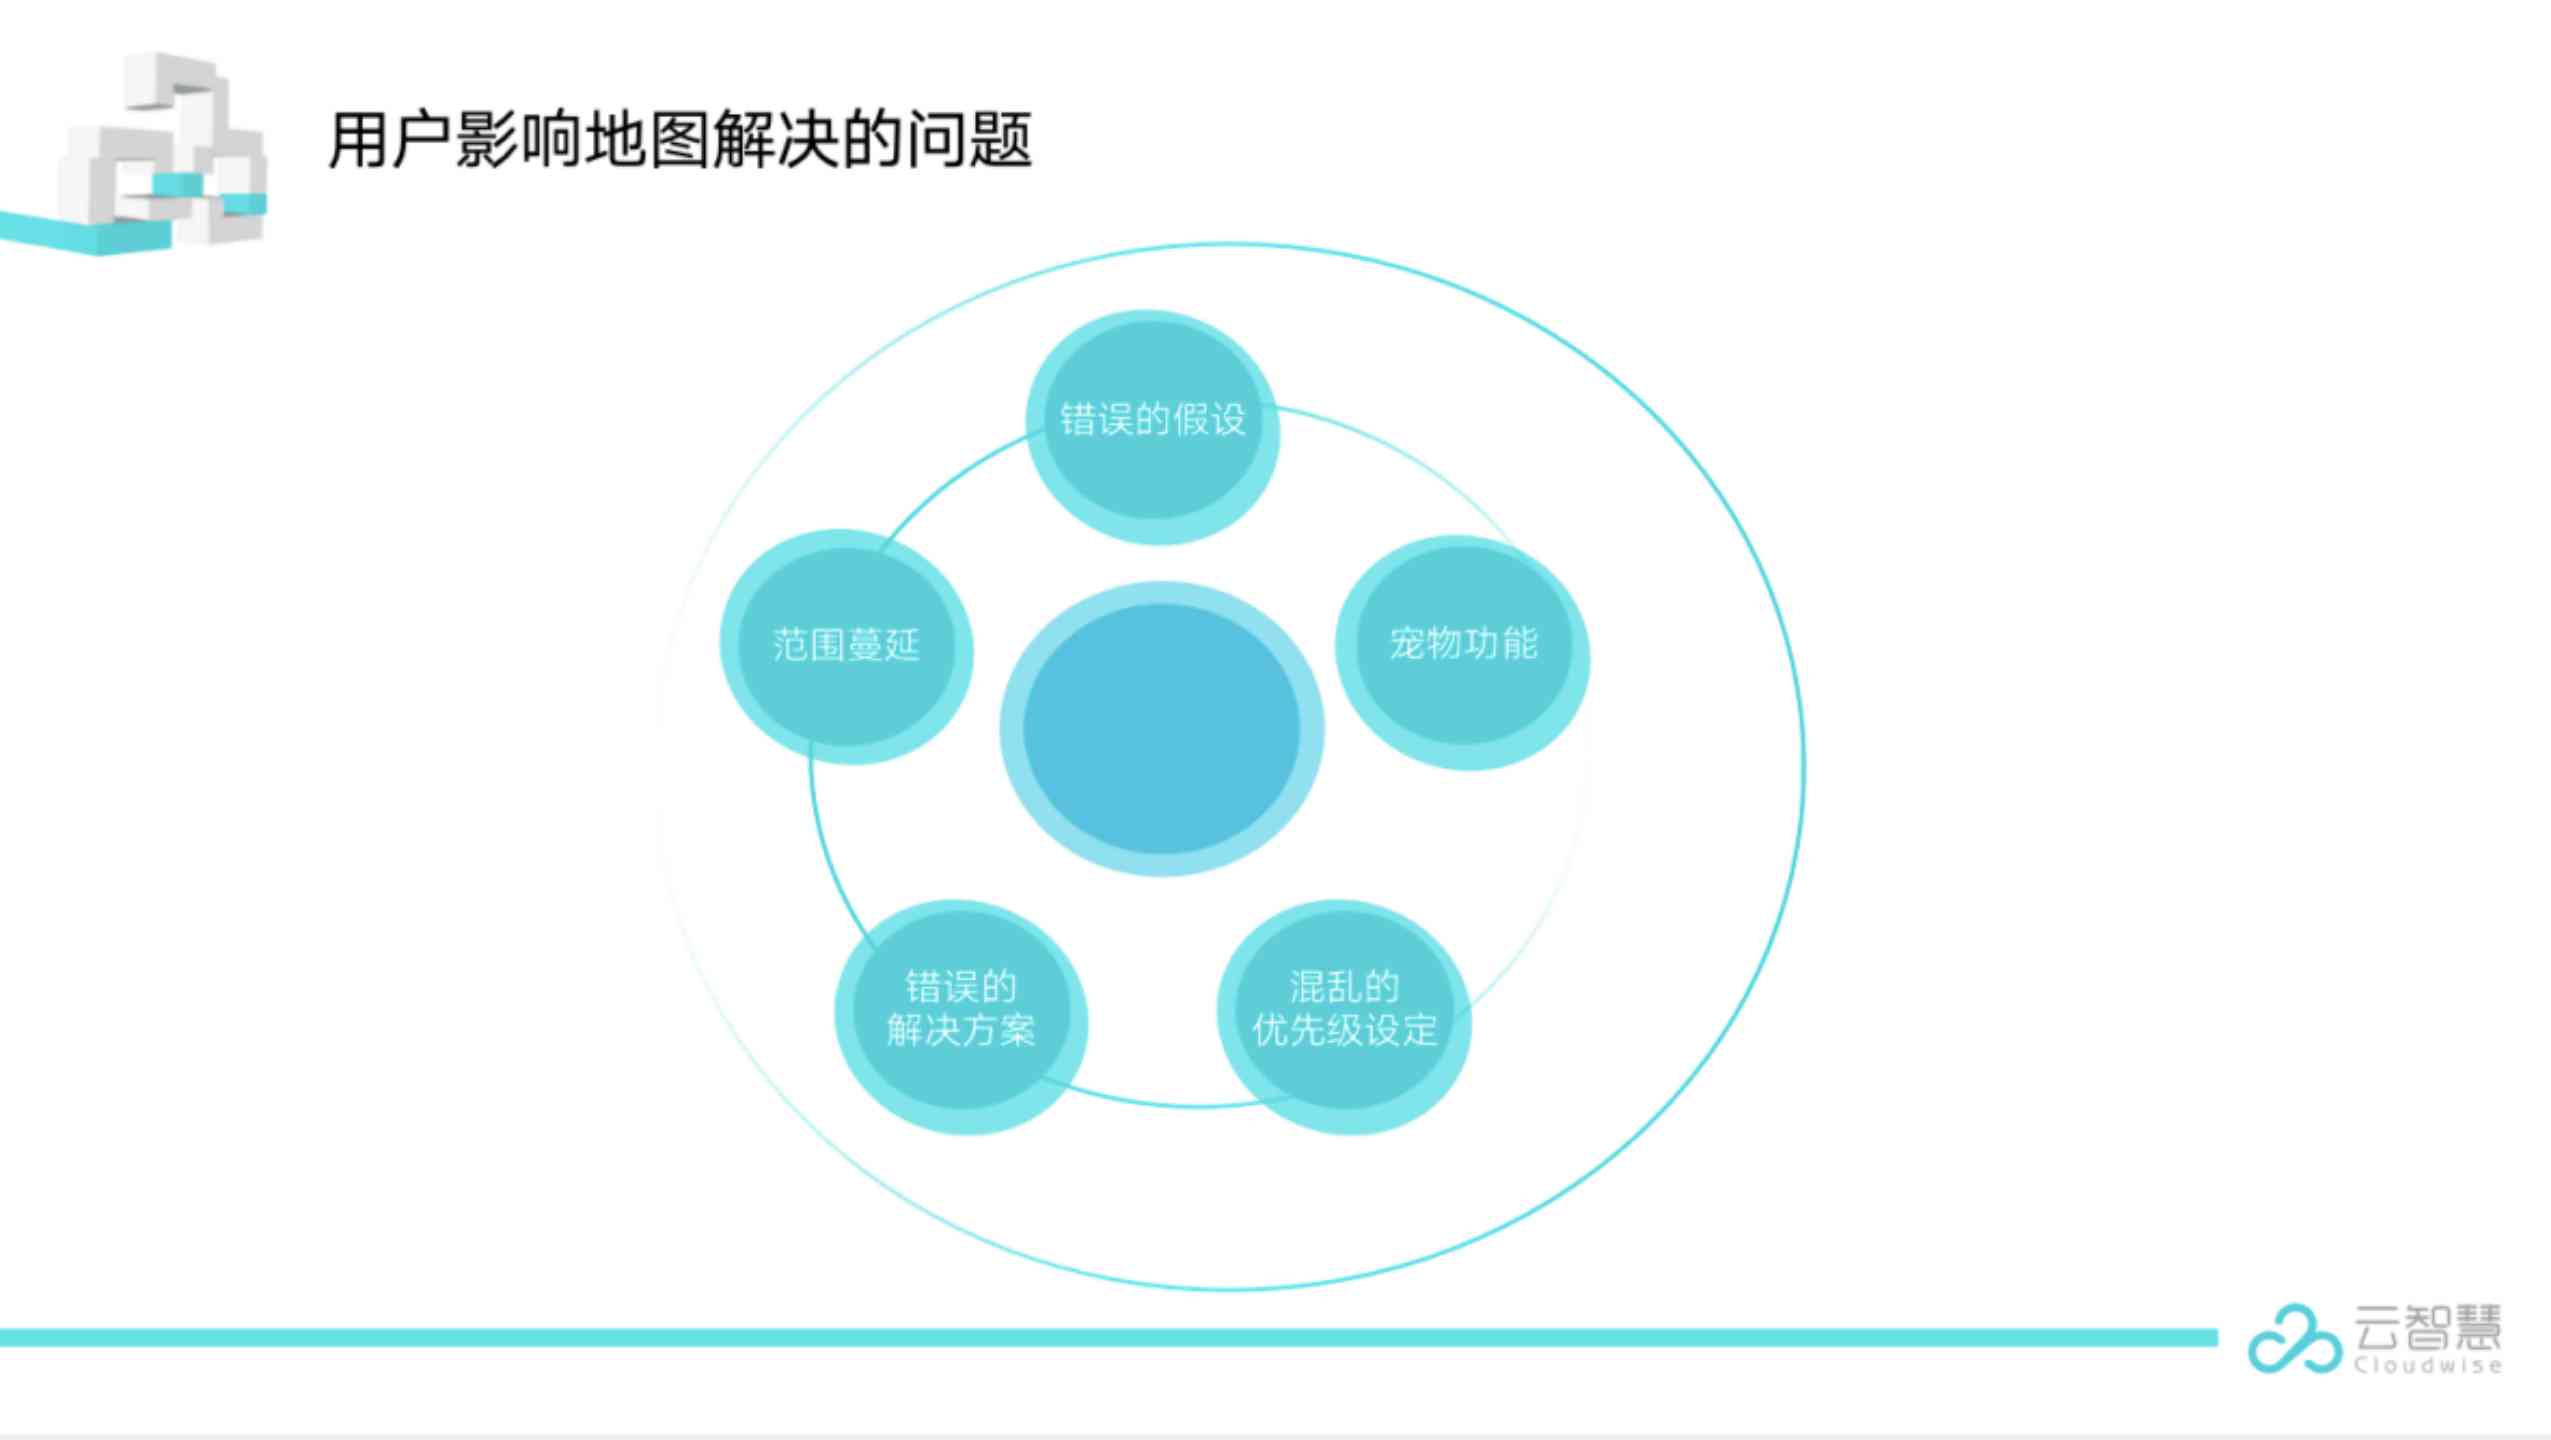 用户影响地图解决的问题
错误的假设
范围蔓延
宠物功能
错误的
解决方案
混乱的
优先级设定
云智慧
Cloudwise